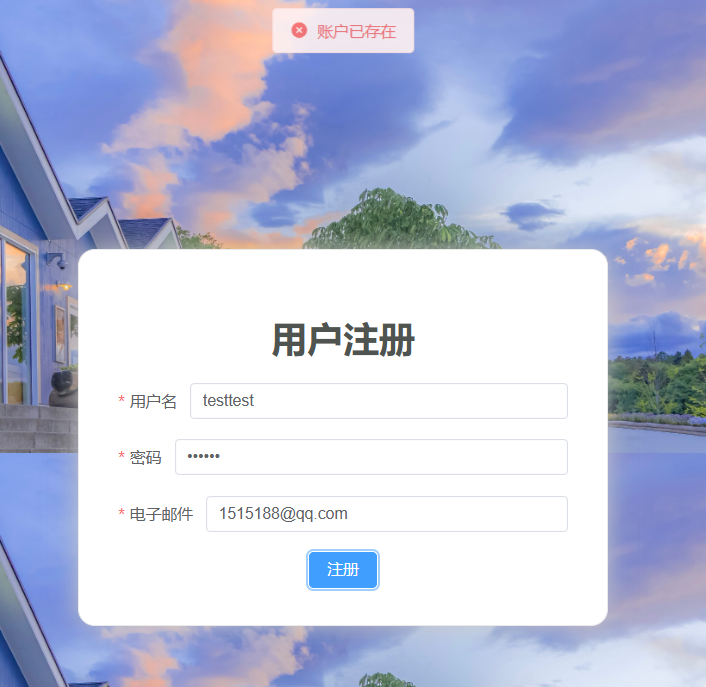 账户已存在
用户注册
* 用户名 testtest
* 密码 ••••••
* 电子邮件 1515188@qq.com
注册